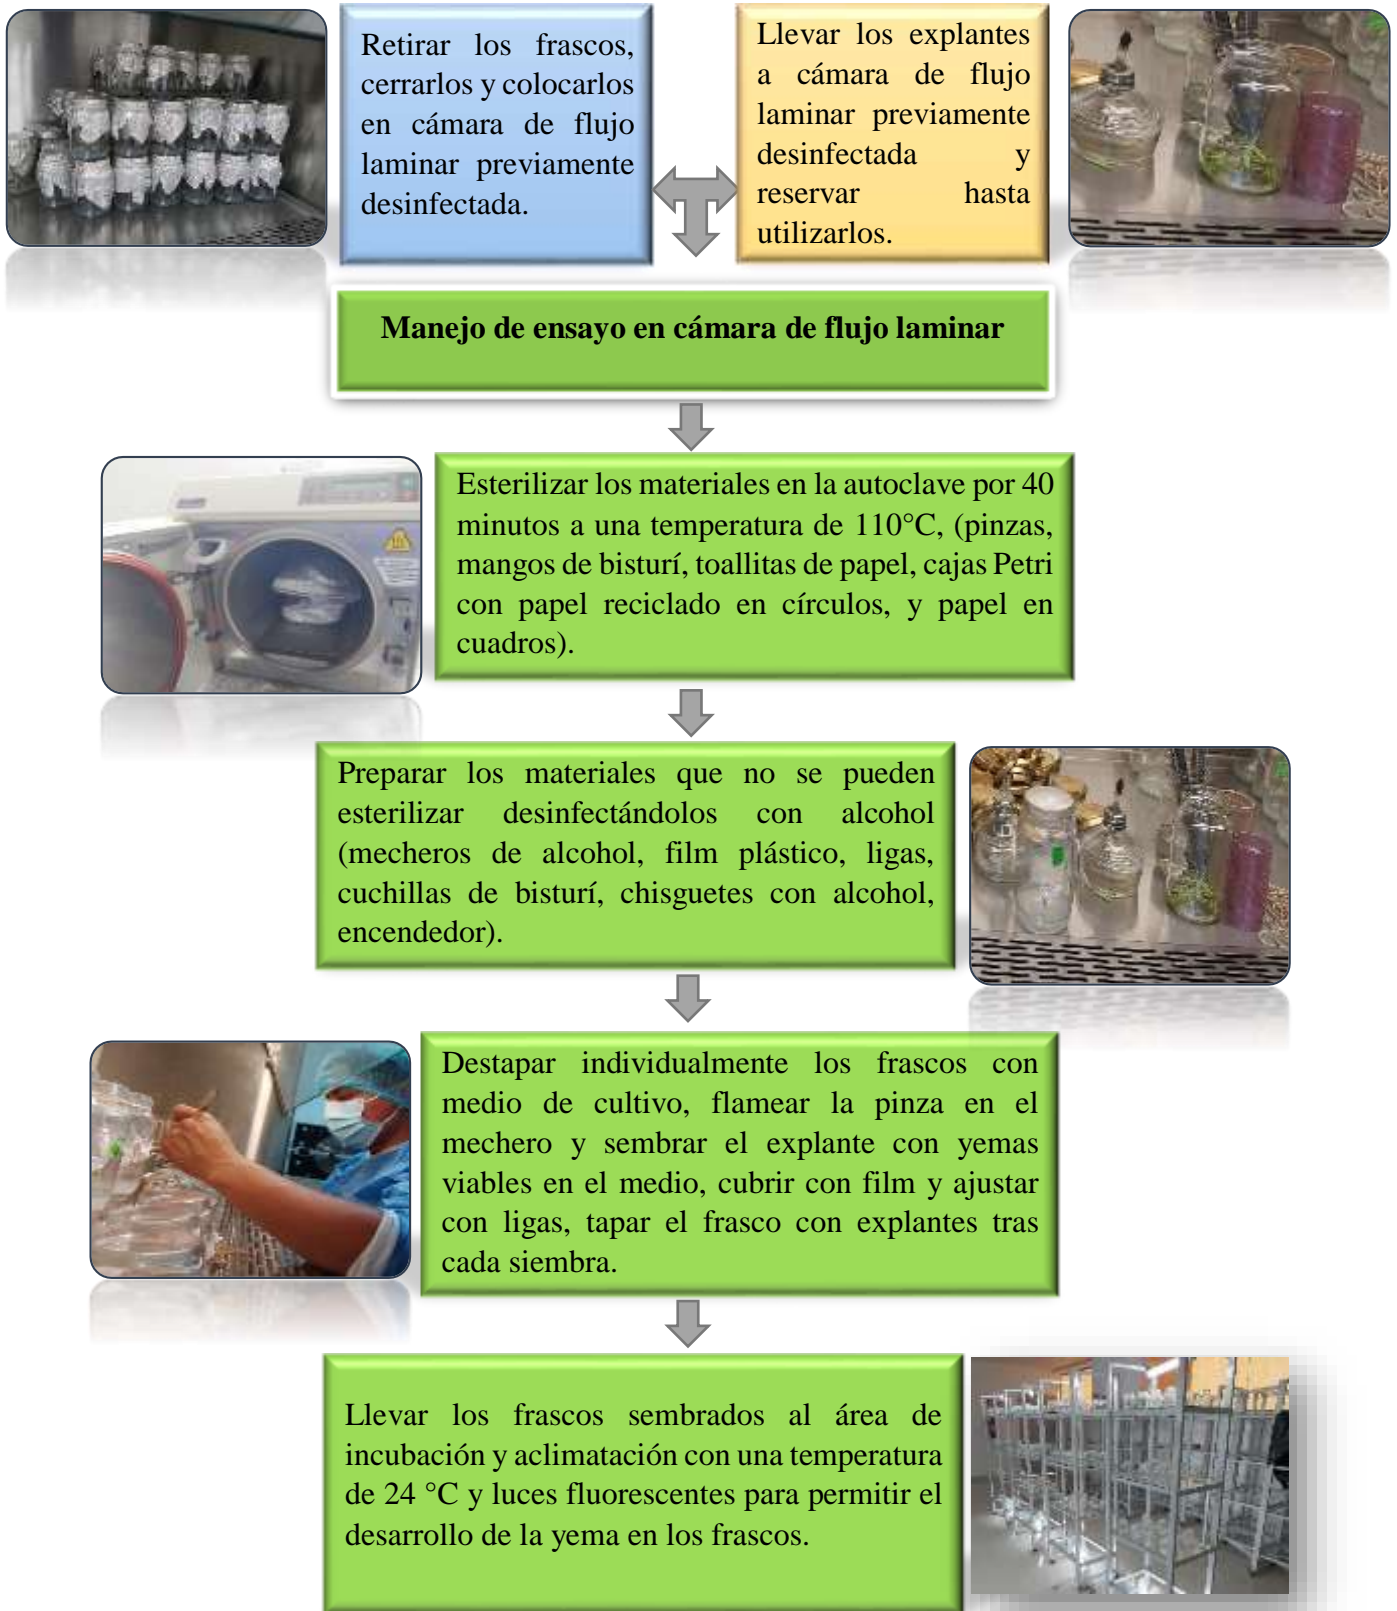 Retirar los frascos,
cerrarlos y colocarlos
en cámara de flujo
laminar previamente
desinfectada.
Llevar los explantes
a cámara de flujo
laminar previamente
desinfectada y
reservar hasta
utilizarlos.
Manejo de ensayo en cámara de flujo laminar
Esterilizar los materiales en la autoclave por 40
minutos a una temperatura de 110°C, (pinzas,
mangos de bisturí, toallitas de papel, cajas Petri
con papel reciclado en círculos, y papel en
cuadros).
Preparar los materiales que no se pueden
esterilizar desinfectándolos con alcohol
(mecheros de alcohol, film plástico, ligas,
cuchillas de bisturí, chisguetes con alcohol,
encendedor).
Destapar individualmente los frascos con
medio de cultivo, flamear la pinza en el
mechero y sembrar el explante con yemas
viables en el medio, cubrir con film y ajustar
con ligas, tapar el frasco con explantes tras
cada siembra.
Llevar los frascos sembrados al área de
incubación y aclimatación con una temperatura
de 24 °C y luces fluorescentes para permitir el
desarrollo de la yema en los frascos.